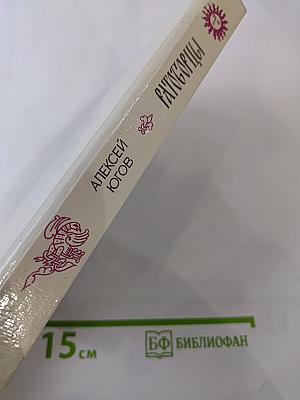 АЛЕКСЕЙ
ЮГОВ
РАТОБОРЦЫ
15 см
БФ БИБЛИОФАН